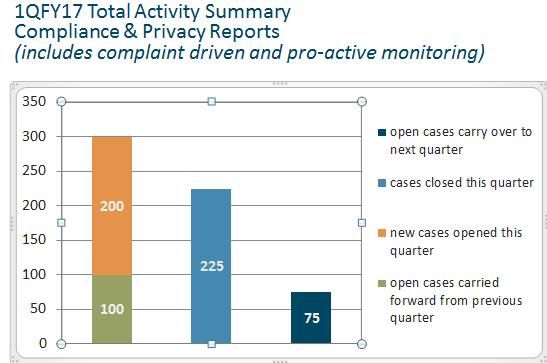 1QFY17 Total Activity Summary
Compliance & Privacy Reports
(includes complaint driven and pro-active monitoring)
350
300
250
200
150
100
50
0
200
100
225
75
open cases carry over to
next quarter
cases closed this quarter
new cases opened this
quarter
open cases carried
forward from previous
quarter